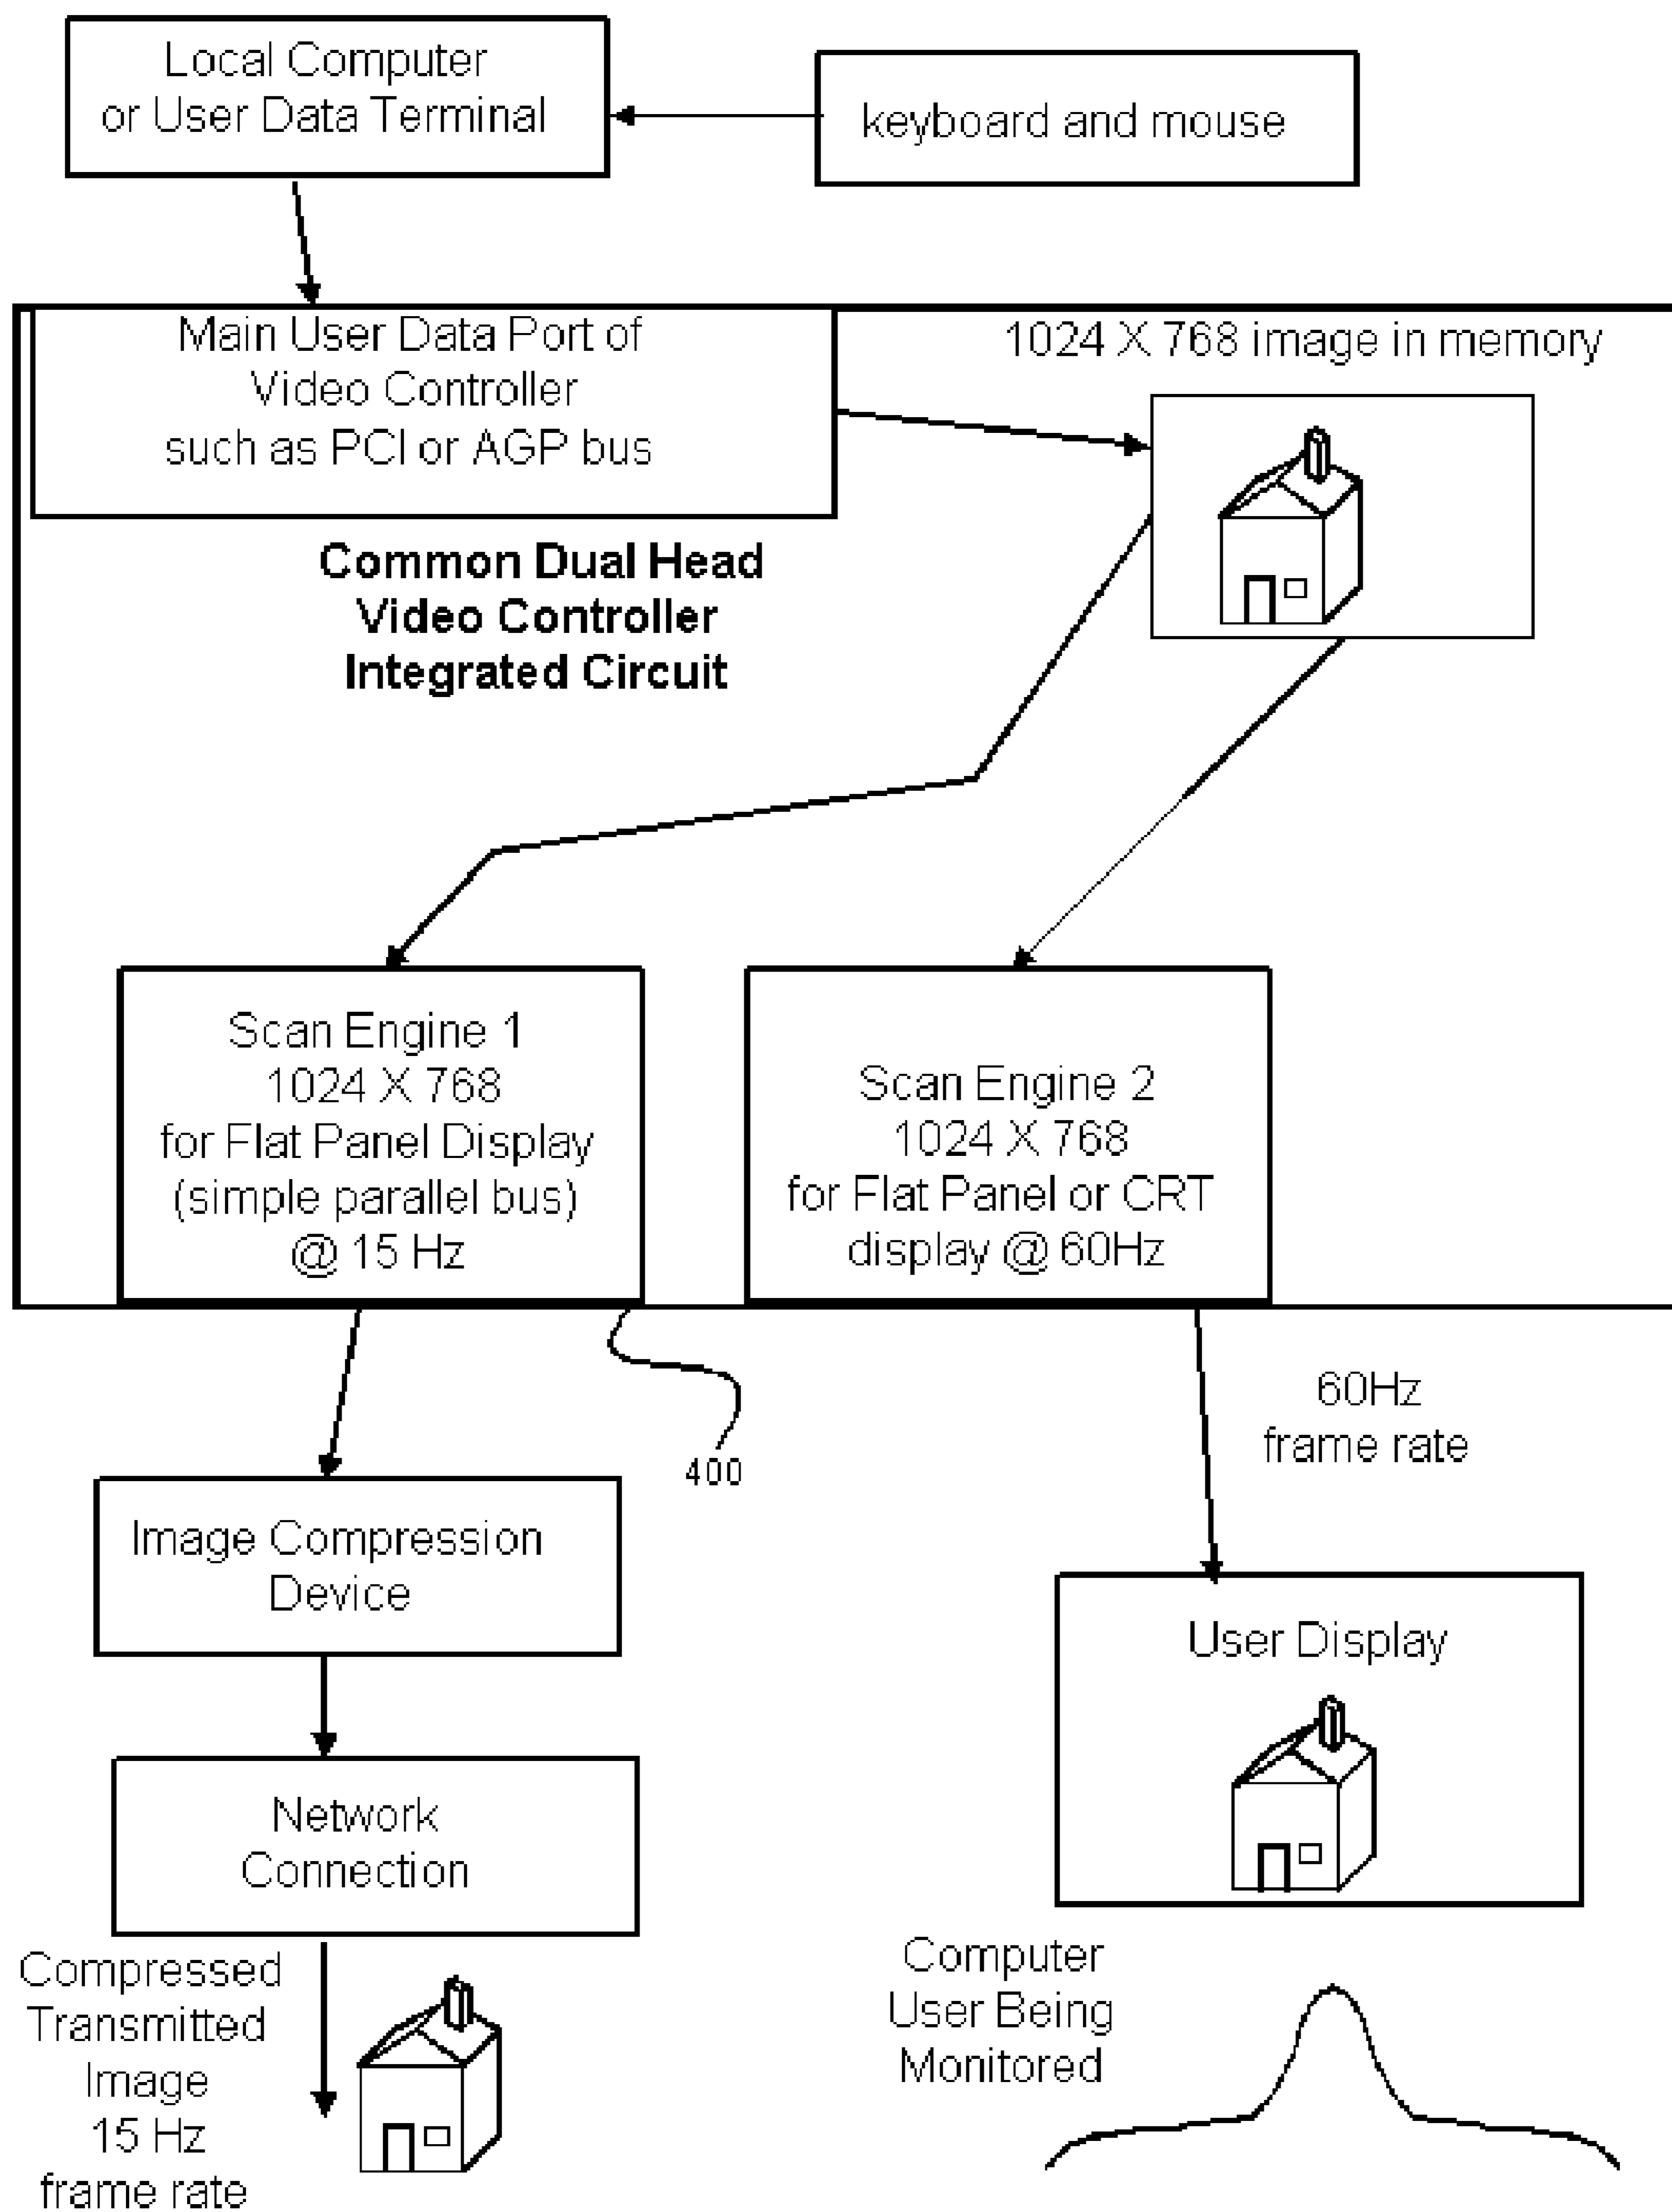 Local Computer
or User Data Terminal
keyboard and mouse
Main User Data Port of
Video Controller
such as PCI or AGP bus
1024 X 768 image in memory
Common Dual Head
Video Controller
Integrated Circuit
Scan Engine 1
1024 X 768
for Flat Panel Display
(simple parallel bus)
@ 15 Hz
Scan Engine 2
1024 X 768
for Flat Panel or CRT
display @ 60Hz
400
60Hz
frame rate
Image Compression
Device
User Display
Network
Connection
Compressed
Transmitted
Image
15 Hz
frame rate
Computer
User Being
Monitored